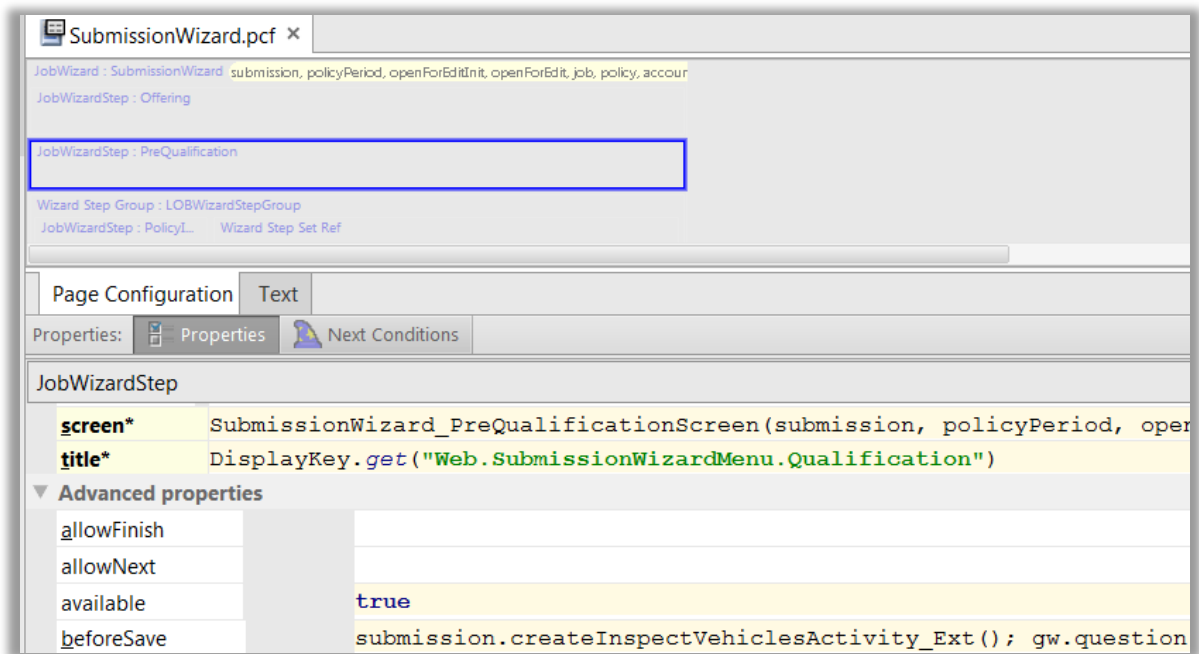 SubmissionWizard.pcf ×
JobWizard : SubmissionWizard submission, policyPeriod, openForEditInit, openForEdit, job, policy, accour
JobWizardStep : Offering
JobWizardStep : PreQualification
Wizard Step Group : LOBWizardStepGroup
JobWizardStep : PolicyI... Wizard Step Set Ref
Page Configuration Text
Properties: Properties Next Conditions
JobWizardStep
screen* SubmissionWizard_PreQualificationScreen(submission, policyPeriod, oper
title* DisplayKey.get("Web.SubmissionWizardMenu.Qualification")
Advanced properties
allowFinish
allowNext
available true
beforeSave submission.createInspectVehiclesActivity_Ext(); gw.question